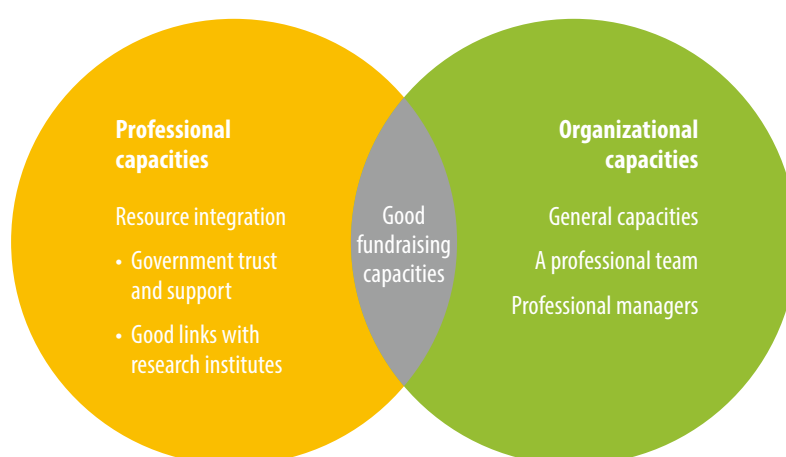 Professional
capacities
Resource integration
• Government trust
and support
• Good links with
research institutes
Good
fundraising
capacities
Organizational
capacities
General capacities
A professional team
Professional managers